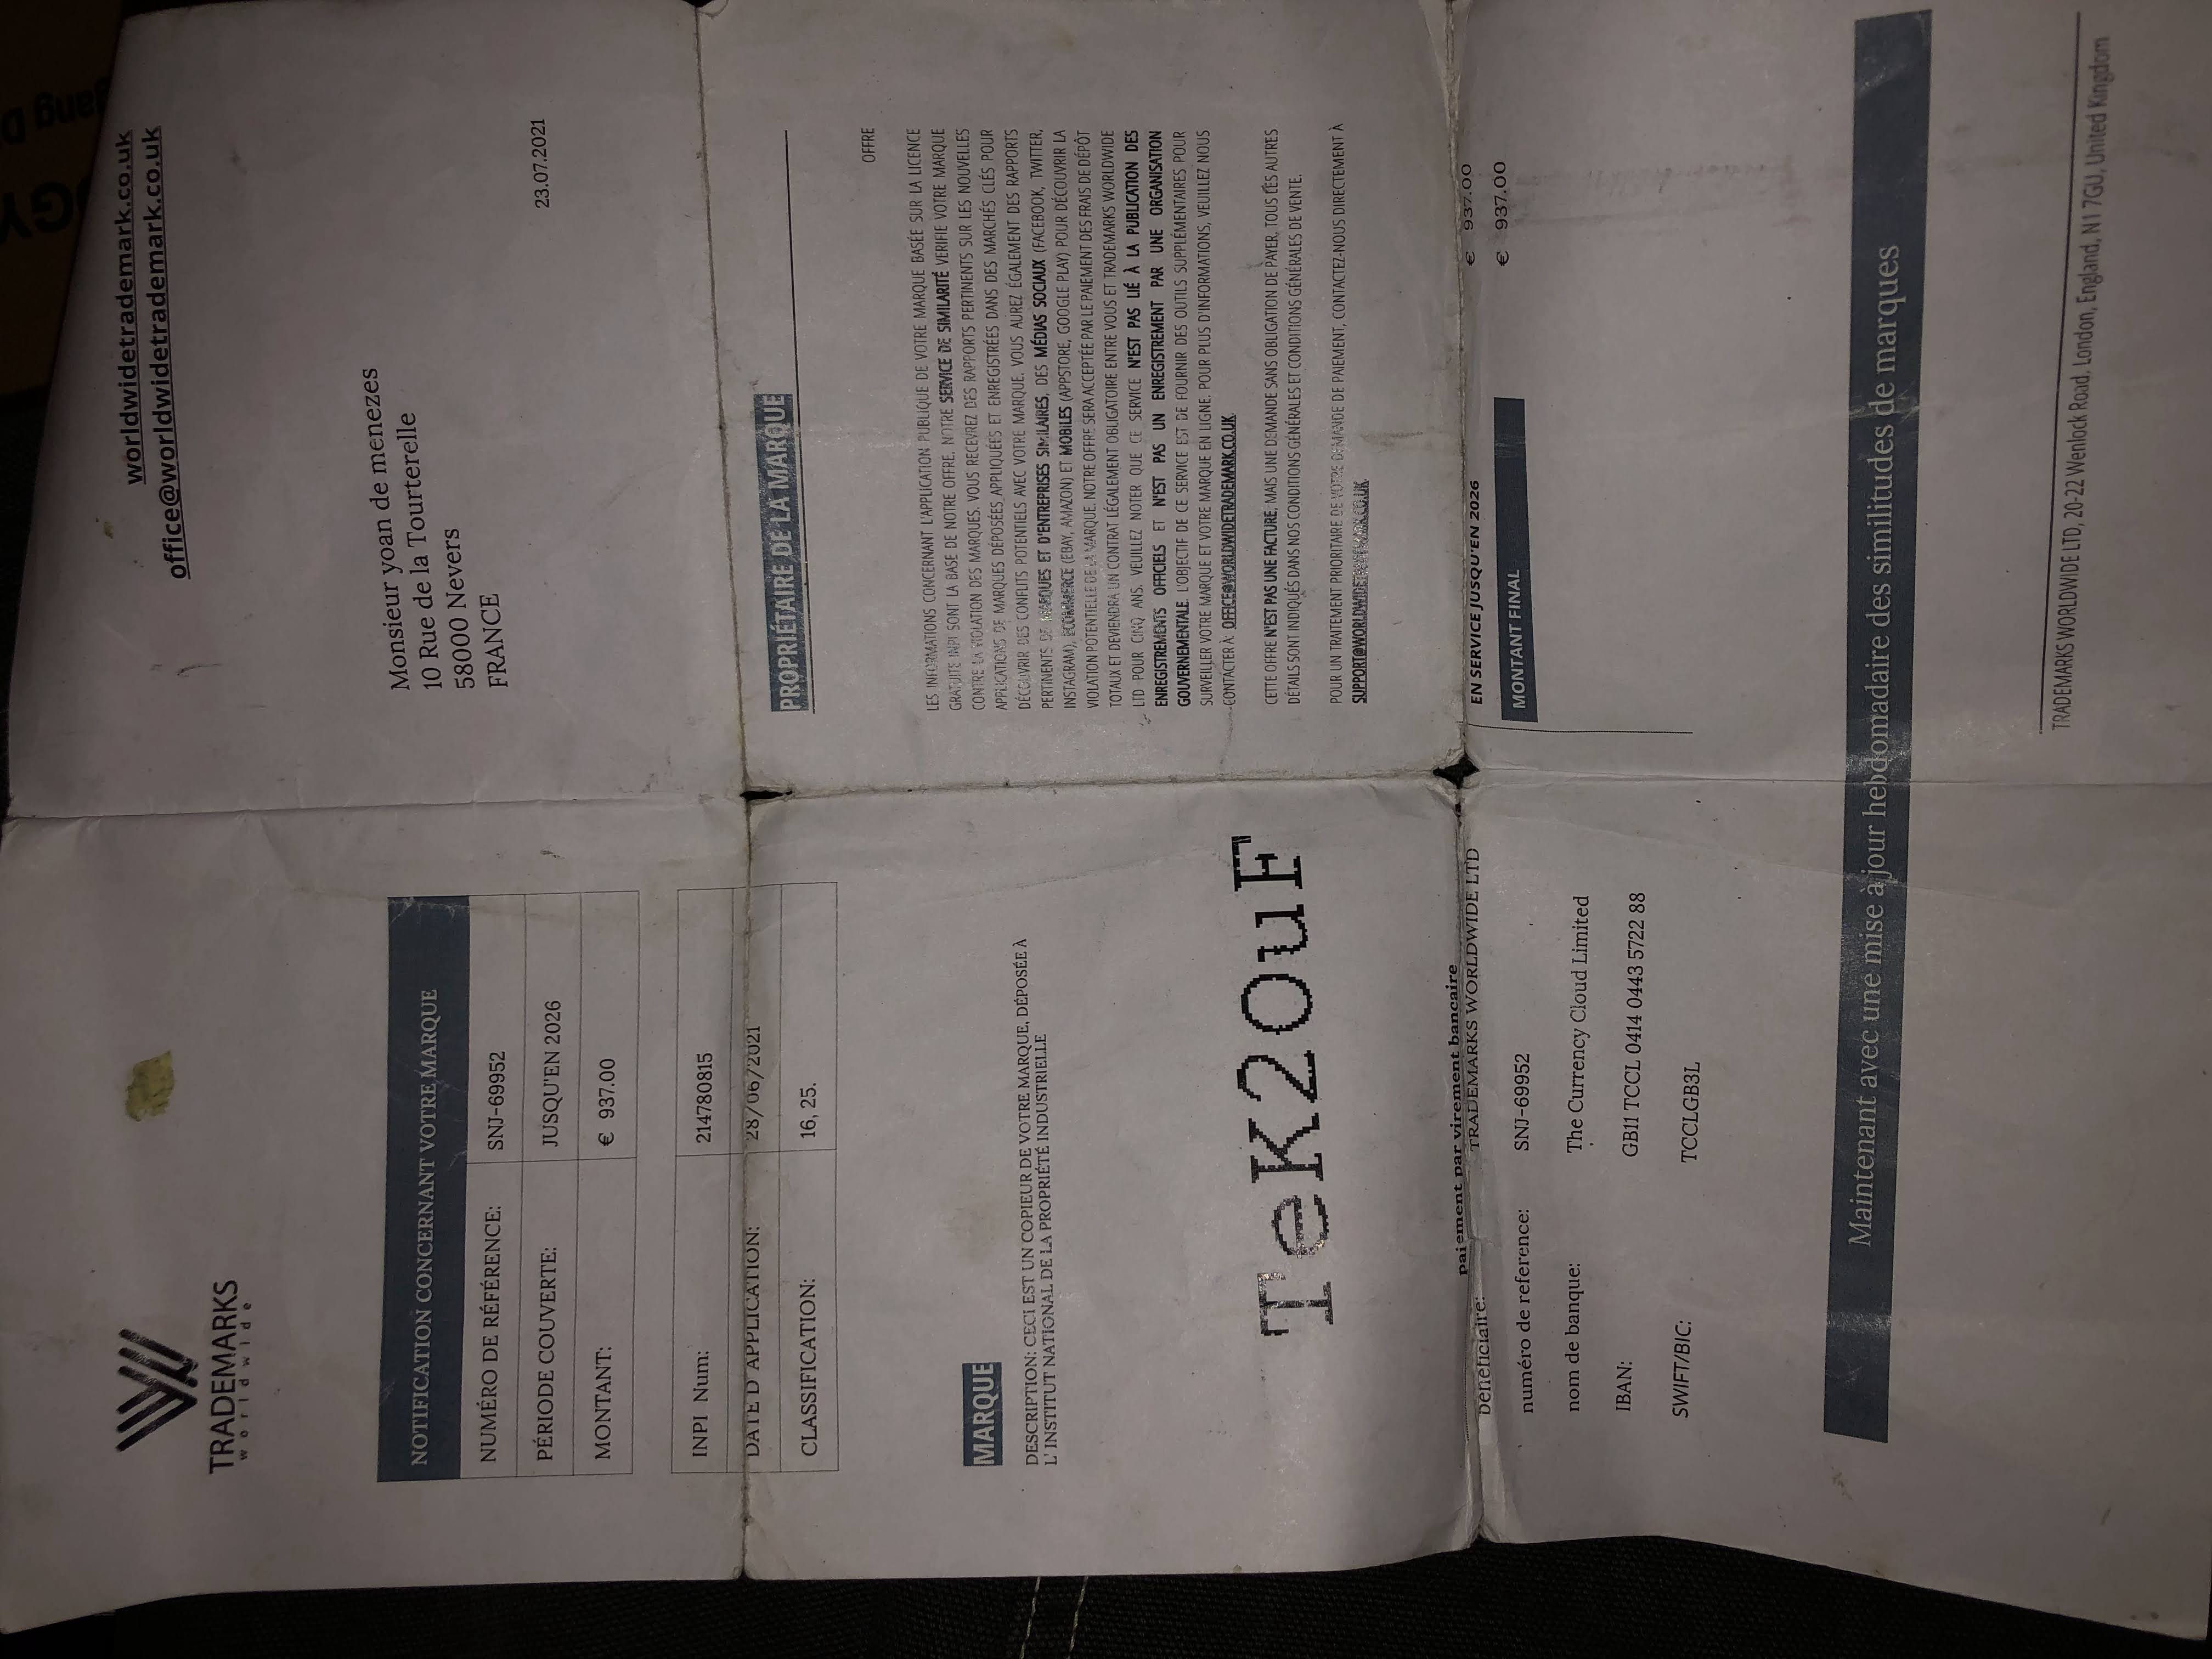 TRADEMARKS
worldwide
worldwidetrademark.co.uk
office@worldwidetrademark.co.uk
NOTIFICATION CONCERNANT VOTRE MARQUE
NUMÉRO DE RÉFÉRENCE: SNJ-69952
PÉRIODE COUVERTE: JUSQU'EN 2026
MONTANT: € 937.00
Monsieur yoan de menezes
10 Rue de la Tourterelle
58000 Nevers
FRANCE
23.07.2021
INPI Num: 214780815
DATE D'APPLICATION: 28/06/2021
CLASSIFICATION: 16, 25.
PROPRIÉTAIRE DE LA MARQUE
OFFRE
MARQUE
DESCRIPTION: CECI EST UN COPIEUR DE VOTRE MARQUE, DÉPOSÉE À
L'INSTITUT NATIONAL DE LA PROPRIÉTÉ INDUSTRIELLE
TeK2OuF
LES INFORMATIONS CONCERNANT L'APPLICATION PUBLIQUE DE VOTRE MARQUE BASÉE SUR LA LICENCE
GRATUITE INPI SONT LA BASE DE NOTRE OFFRE. NOTRE SERVICE DE SIMILARITÉ VERIFIE VOTRE MARQUE
CONTRE LA VIOLATION DES MARQUES. VOUS RECEVREZ DES RAPPORTS PERTINENTS SUR LES NOUVELLES
APPLICATIONS DE MARQUES DÉPOSÉES, APPLIQUÉES ET ENREGISTRÉES DANS DES MARCHÉS CLÉS POUR
DÉCOUVRIR DES CONFLITS POTENTIELS AVEC VOTRE MARQUE. VOUS AUREZ ÉGALEMENT DES RAPPORTS
PERTINENTS DE MARQUES ET D'ENTREPRISES SIMILAIRES, DES MÉDIAS SOCIAUX (FACEBOOK, TWITTER,
INSTAGRAM), ECOMMERCE (EBAY, AMAZON) ET MOBILES (APPSTORE, GOOGLE PLAY) POUR DÉCOUVRIR LA
VIOLATION POTENTIELLE DE LA MARQUE. NOTRE OFFRE SERA ACCEPTÉE PAR LE PAIEMENT DES FRAIS DE DÉPÔT
TOTAUX ET DEVIENDRA UN CONTRAT LÉGALEMENT OBLIGATOIRE ENTRE VOUS ET TRADEMARKS WORLDWIDE
LTD POUR CINQ ANS. VEUILLEZ NOTER QUE CE SERVICE N'EST PAS LIÉ À LA PUBLICATION DES
ENREGISTREMENTS OFFICIELS ET N'EST PAS UN ENREGISTREMENT PAR UNE ORGANISATION
GOUVERNEMENTALE. L'OBJECTIF DE CE SERVICE EST DE FOURNIR DES OUTILS SUPPLÉMENTAIRES POUR
SURVEILLER VOTRE MARQUE ET VOTRE MARQUE EN LIGNE. POUR PLUS D'INFORMATIONS, VEUILLEZ NOUS
CONTACTER À: OFFICE@WORLDWIDETRADEMARK.CO.UK
CETTE OFFRE N'EST PAS UNE FACTURE, MAIS UNE DEMANDE SANS OBLIGATION DE PAYER, TOUS LES AUTRES
DÉTAILS SONT INDIQUÉS DANS NOS CONDITIONS GÉNÉRALES ET CONDITIONS GÉNÉRALES DE VENTE.
POUR UN TRAITEMENT PRIORITAIRE DE VOTRE DEMANDE DE PAIEMENT, CONTACTEZ-NOUS DIRECTEMENT À
SUPPORT@WORLDWIDETRADEMARK.CO.UK
paiement par virement bancaire
bénéficiaire: TRADEMARKS WORLDWIDE LTD
numéro de reference: SNJ-69952
nom de banque: The Currency Cloud Limited
IBAN: GB11 TCCL 0414 0443 5722 88
SWIFT/BIC: TCCLGB3L
EN SERVICE JUSQU'EN 2026 € 937.00
MONTANT FINAL € 937.00
Maintenant avec une mise à jour hebdomadaire des similitudes de marques
TRADEMARKS WORLDWIDE LTD, 20-22 Wenlock Road, London, England, N1 7GU, United Kingdom